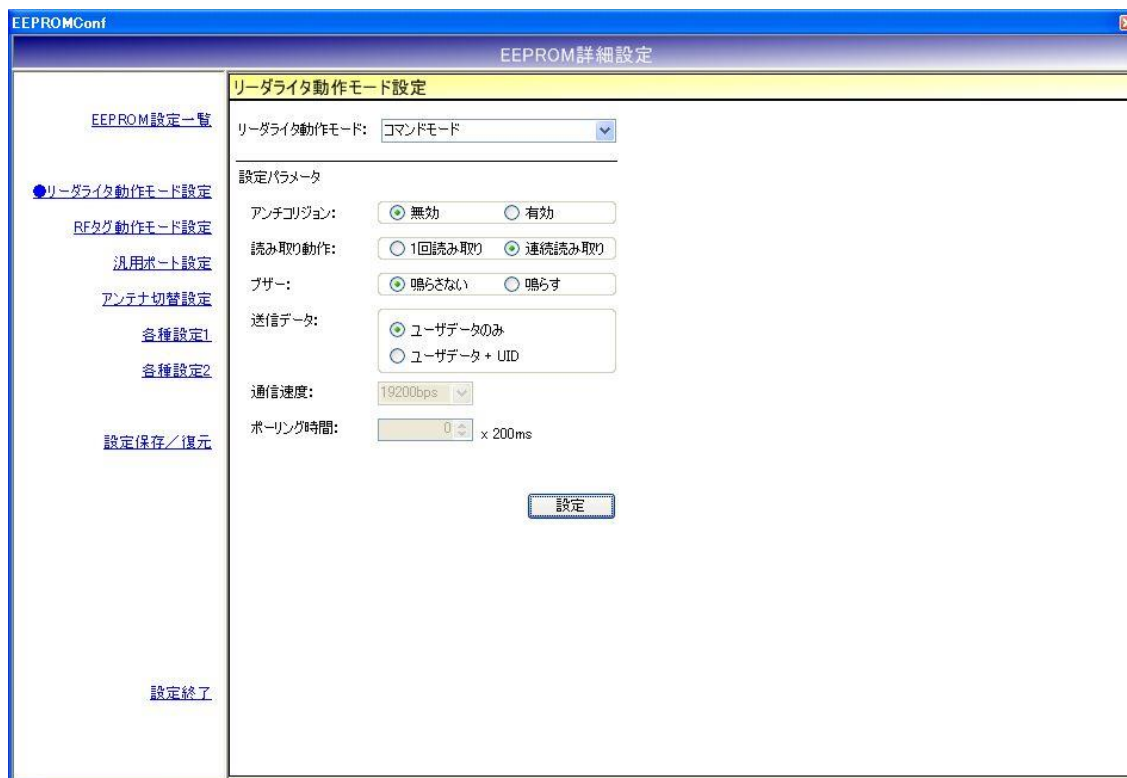 EEPROMConf
EEPROM詳細設定
EEPROM設定一覧
●リーダライタ動作モード設定
RFタグ動作モード設定
汎用ポート設定
アンテナ切替設定
各種設定1
各種設定2
設定保存／復元
設定終了
リーダライタ動作モード設定
リーダライタ動作モード: コマンドモード
設定パラメータ
アンチコリジョン: 無効 有効
読み取り動作: 1回読み取り 連続読み取り
ブザー: 鳴らさない 鳴らす
送信データ: ユーザデータのみ
ユーザデータ + UID
通信速度: 19200bps
ポーリング時間: 0 x 200ms
設定